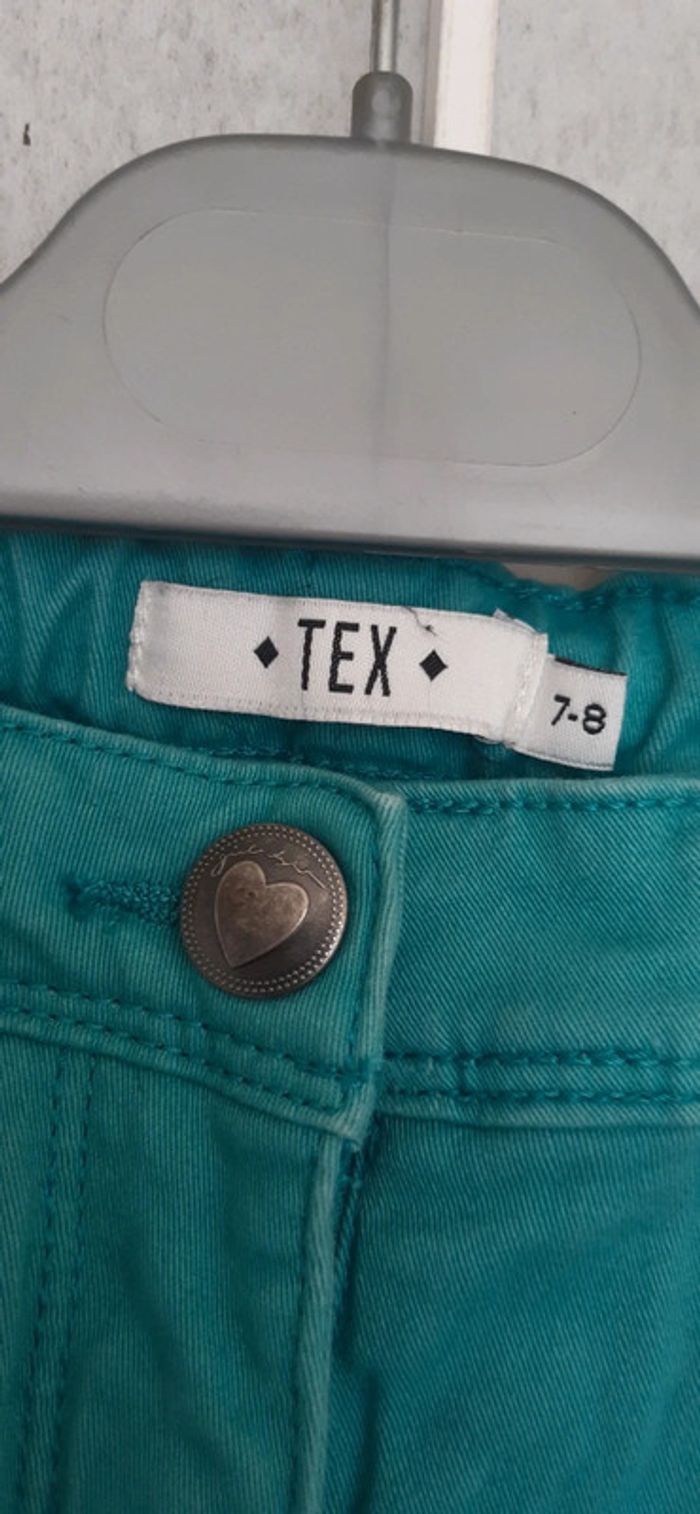 ♦ TEX ♦
7-8